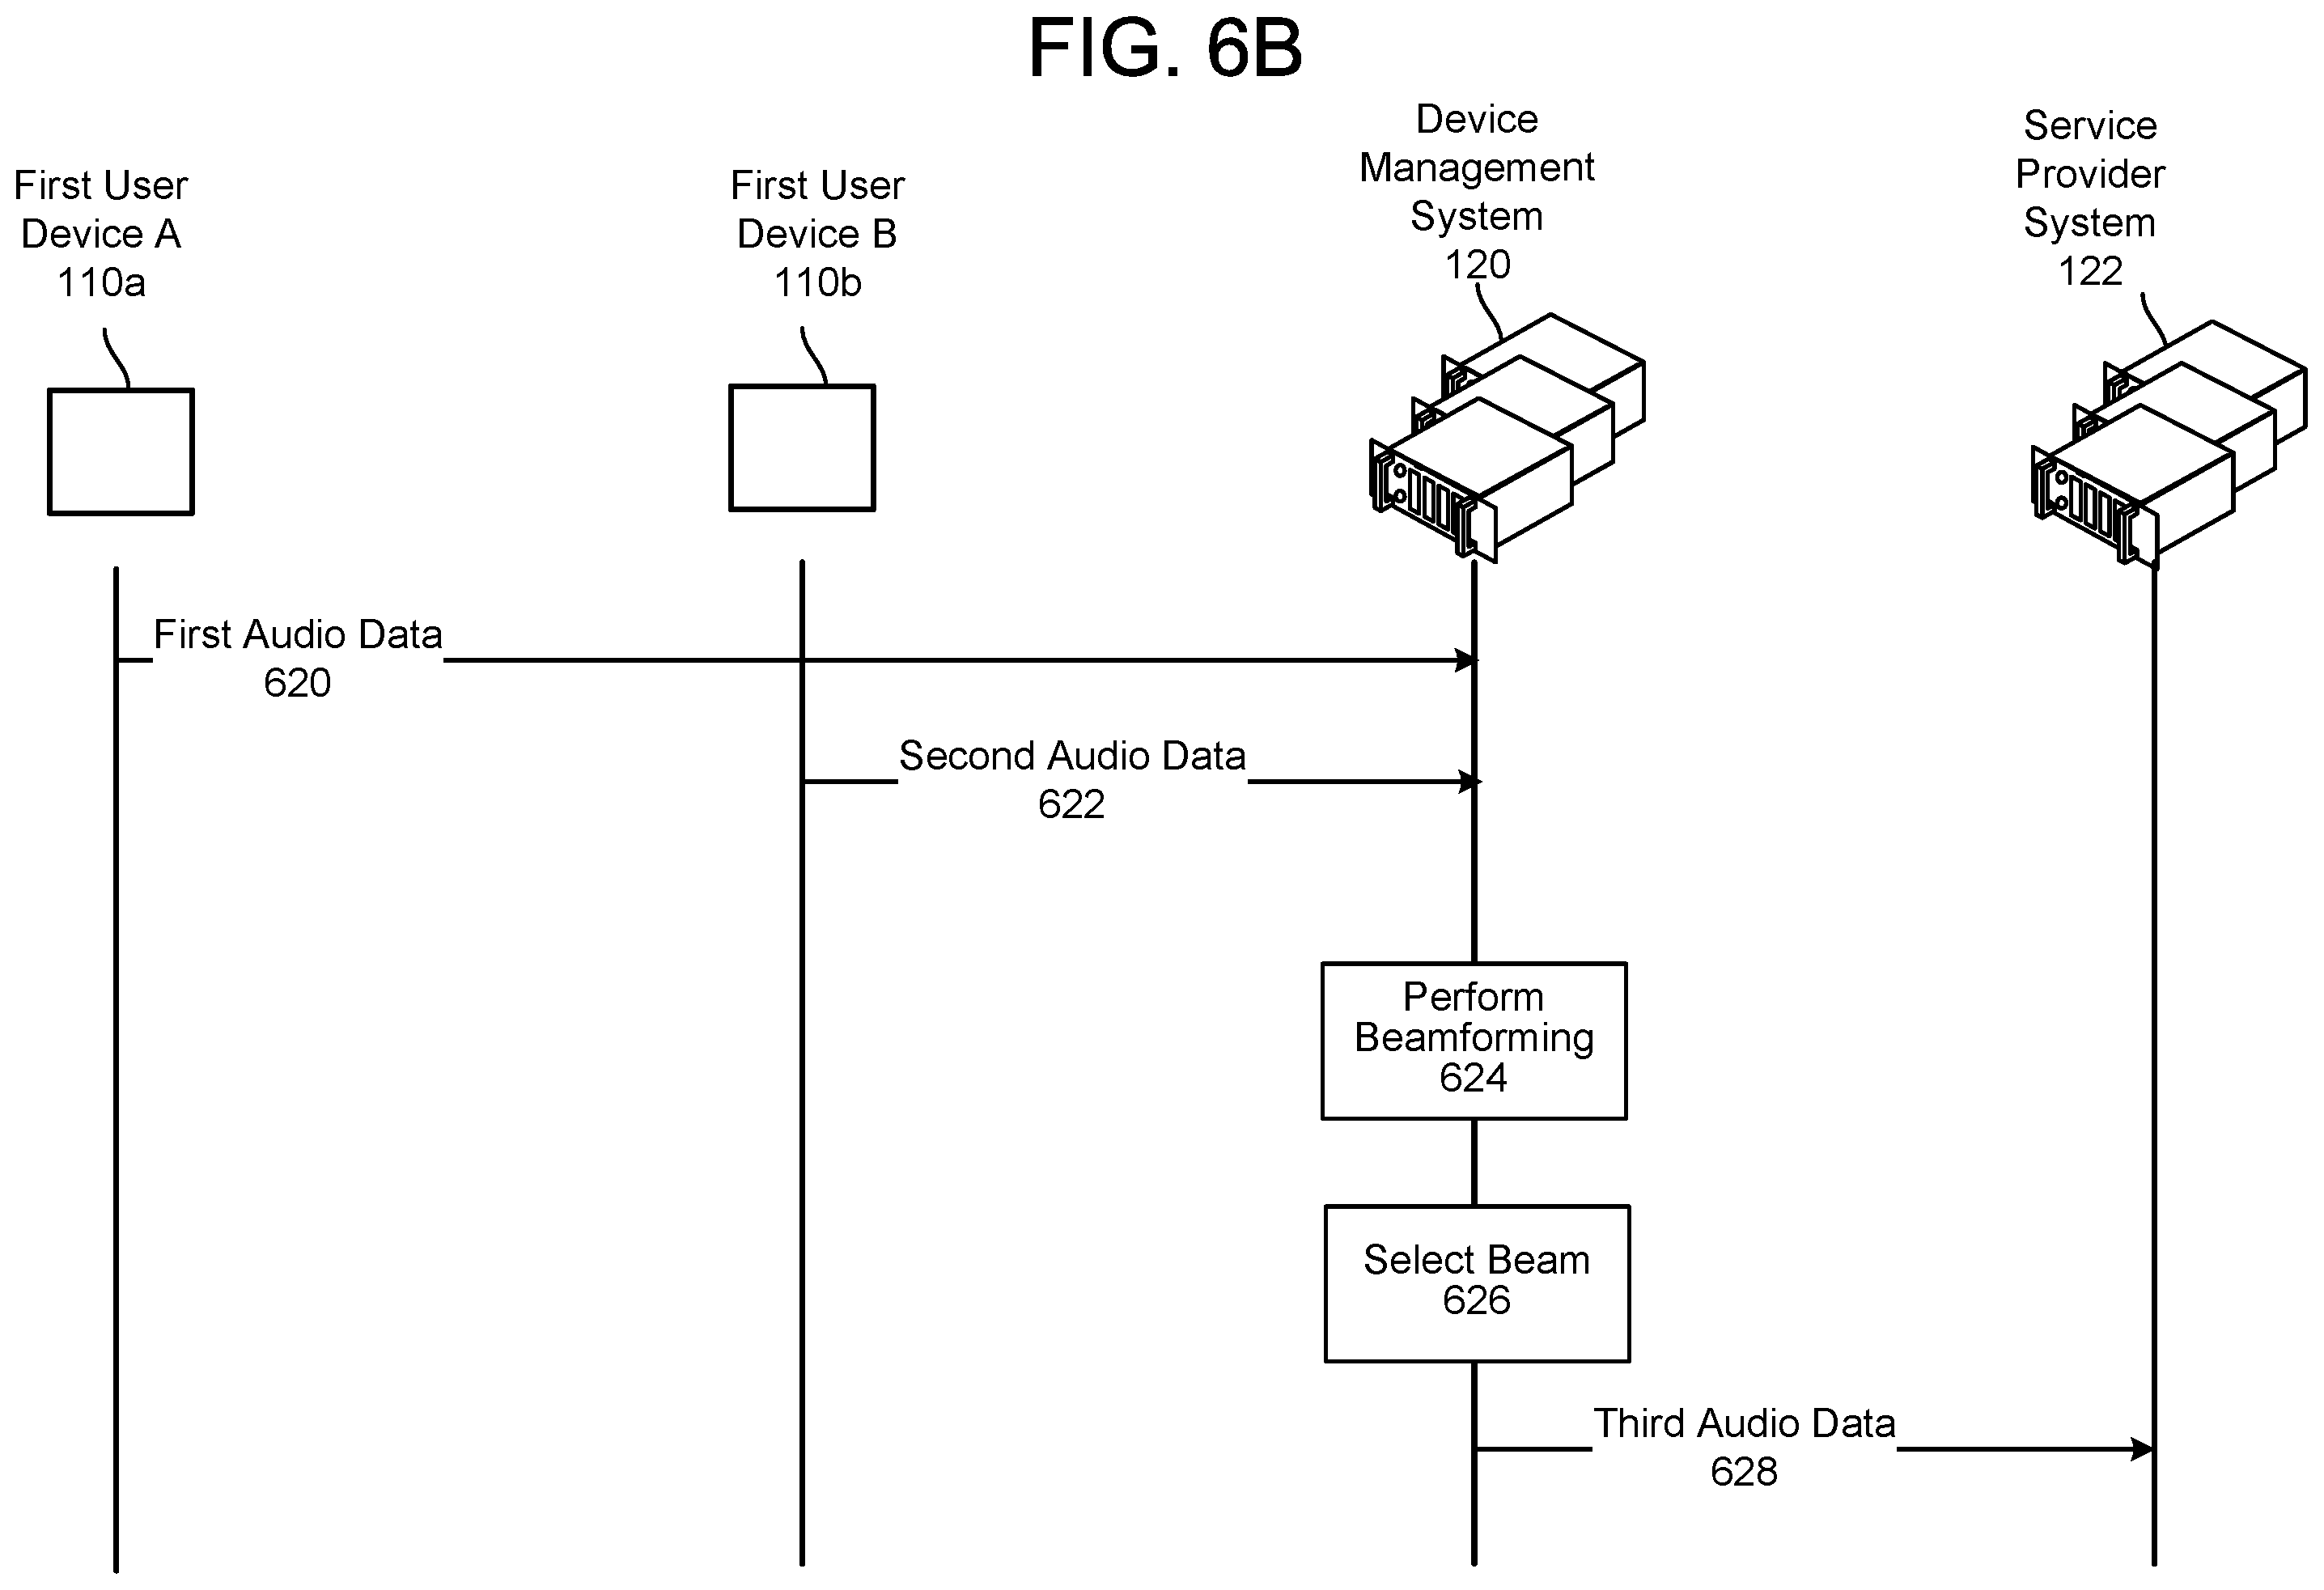 FIG. 6B
First User
Device A
110a
First User
Device B
110b
Device
Management
System
120
Service
Provider
System
122
First Audio Data
620
Second Audio Data
622
Perform
Beamforming
624
Select Beam
626
Third Audio Data
628